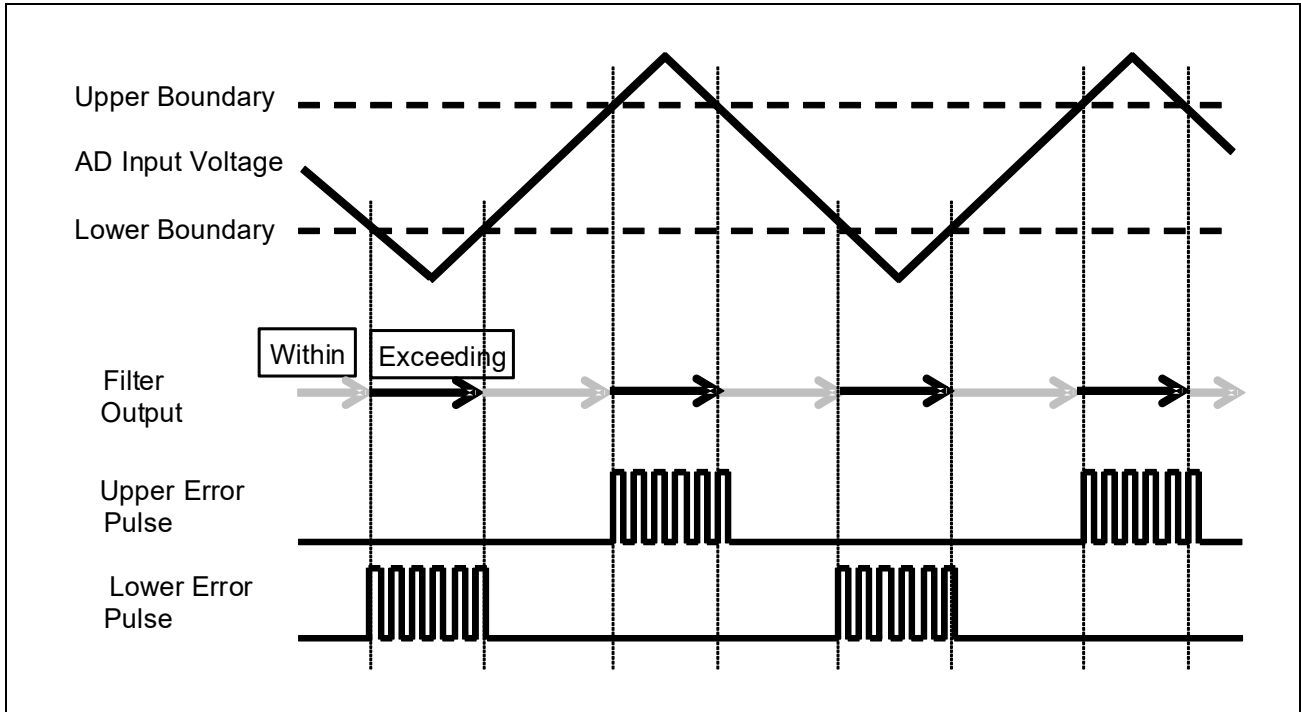 Upper Boundary
AD Input Voltage
Lower Boundary
Within
Exceeding
Filter
Output
Upper Error
Pulse
Lower Error
Pulse